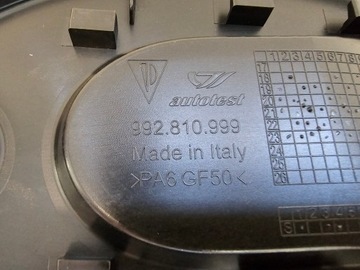 autotest
992.810.999
Made in Italy
>PA6 GF50<